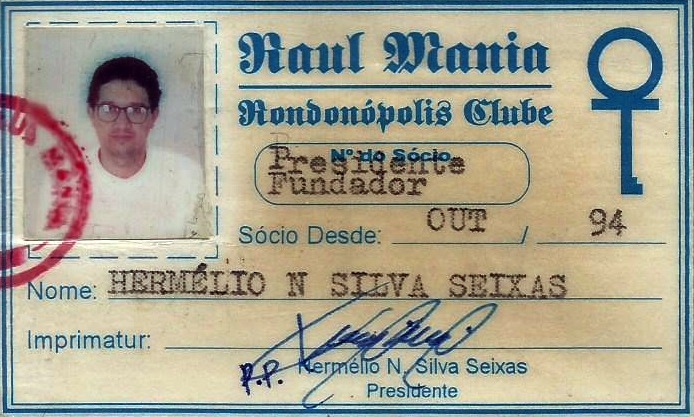 Raul Mania
Rondonópolis Clube
Nº do Sócio
Presidente
Fundador
Sócio Desde: OUT / 94
Nome: HERMÉLIO N SILVA SEIXAS
Imprimatur:
P.P. Hermélio N. Silva Seixas
Presidente